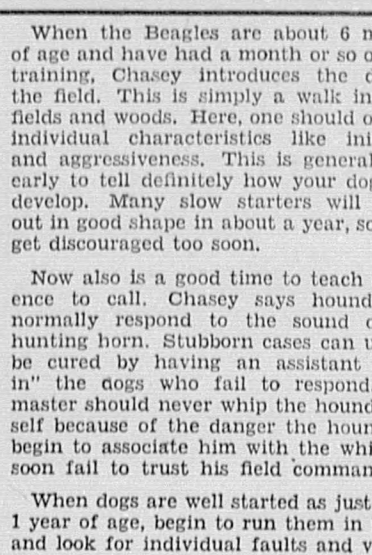 When the Beagles are about 6 m
of age and have had a month or so o
training, Chasey introduces the d
the field. This is simply a walk in
fields and woods. Here, one should o
individual characteristics like ini
and aggressiveness. This is general
early to tell definitely how your dog
develop. Many slow starters will
out in good shape in about a year, so
get discouraged too soon.
Now also is a good time to teach
ence to call. Chasey says hound
normally respond to the sound o
hunting horn. Stubborn cases can u
be cured by having an assistant
in" the dogs who fail to respond.
master should never whip the hound
self because of the danger the houn
begin to associate him with the whi
soon fail to trust his field comman
When dogs are well started as just
1 year of age, begin to run them in
and look for individual faults and v